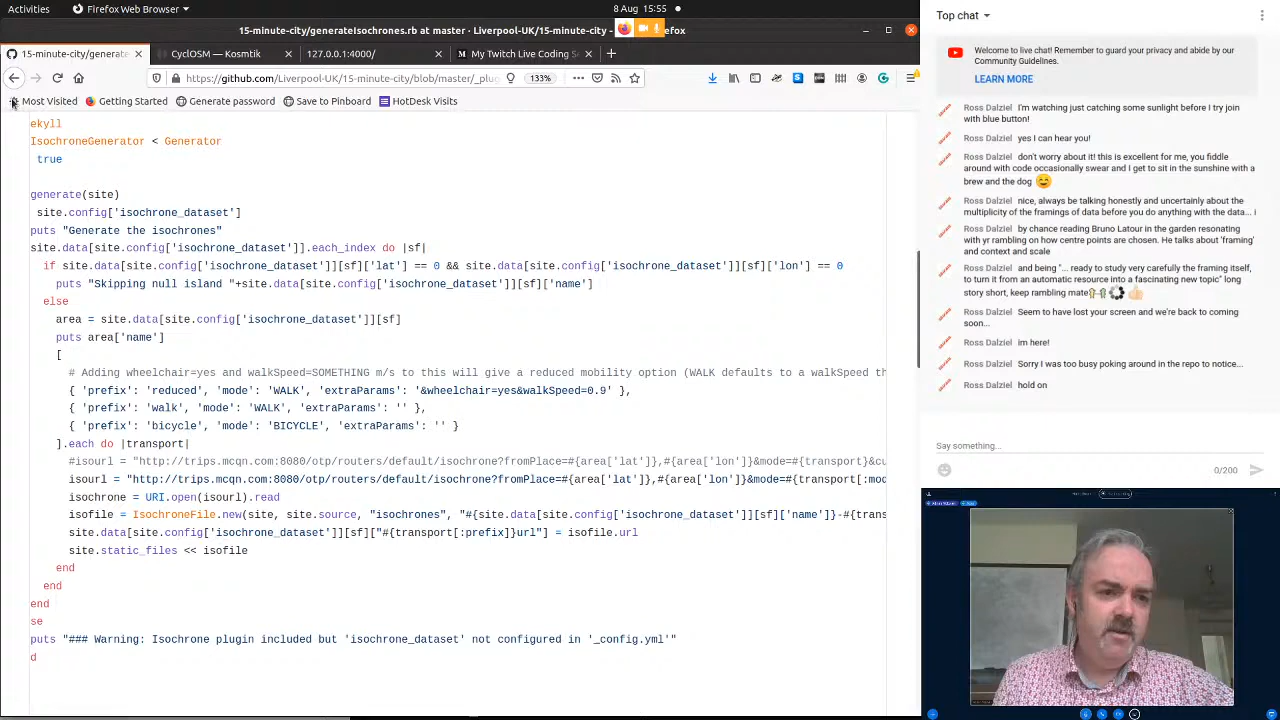 Activities
Firefox Web Browser
8 Aug 15:55
15-minute-city/generateisochrones.rb at master · Liverpool-UK/15-minute-city - Mozilla Firefox
15-minute-city/generate
CyclOSM — Kosmtik
127.0.0.1:4000/
My Twitch Live Coding S
https://github.com/Liverpool-UK/15-minute-city/blob/master/_plug
133%
Most Visited
Getting Started
Generate password
Save to Pinboard
HotDesk Visits
ekyll
IsochroneGenerator < Generator
true
generate(site)
site.config['isochrone_dataset']
puts "Generate the isochrones"
site.data[site.config['isochrone_dataset']].each_index do |sf|
if site.data[site.config['isochrone_dataset']][sf]['lat'] == 0 && site.data[site.config['isochrone_dataset']][sf]['lon'] == 0
puts "Skipping null island "+site.data[site.config['isochrone_dataset']][sf]['name']
else
area = site.data[site.config['isochrone_dataset']][sf]
puts area['name']
[
# Adding wheelchair=yes and walkSpeed=SOMETHING m/s to this will give a reduced mobility option (WALK defaults to a walkSpeed th
{ 'prefix': 'reduced', 'mode': 'WALK', 'extraParams': '&wheelchair=yes&walkSpeed=0.9' },
{ 'prefix': 'walk', 'mode': 'WALK', 'extraParams': '' },
{ 'prefix': 'bicycle', 'mode': 'BICYCLE', 'extraParams': '' }
].each do |transport|
#isourl = "http://trips.mcqn.com:8080/otp/routers/default/isochrone?fromPlace=#{area['lat']},#{area['lon']}&mode=#{transport}&cu
isourl = "http://trips.mcqn.com:8080/otp/routers/default/isochrone?fromPlace=#{area['lat']},#{area['lon']}&mode=#{transport[:mod
isochrone = URI.open(isourl).read
isofile = IsochroneFile.new(site, site.source, "isochrones", "#{site.data[site.config['isochrone_dataset']][sf]['name']}-#{trans
site.data[site.config['isochrone_dataset']][sf]["#{transport[:prefix]}url"] = isofile.url
site.static_files << isofile
end
end
end
se
puts "### Warning: Isochrone plugin included but 'isochrone_dataset' not configured in '_config.yml'"
d
Top chat
Welcome to live chat! Remember to guard your privacy and abide by our
Community Guidelines.
LEARN MORE
Ross Dalziel I'm watching just catching some sunlight before I try join
with blue button!
Ross Dalziel yes I can hear you!
Ross Dalziel don't worry about it! this is excellent for me, you fiddle
around with code occasionally swear and I get to sit in the sunshine with a
brew and the dog
Ross Dalziel nice, always be talking honestly and uncertainly about the
multiplicity of the framings of data before you do anything with the data... i
Ross Dalziel by chance reading Bruno Latour in the garden resonating
with yr rambling on how centre points are chosen. He talks about 'framing'
and context and scale
Ross Dalziel and being "... ready to study very carefully the framing itself,
to turn it from an automatic resource into a fascinating new topic" long
story short, keep rambling mate
Ross Dalziel Seem to have lost your screen and we're back to coming
soon...
Ross Dalziel im here!
Ross Dalziel Sorry I was too busy poking around in the repo to notice...
Ross Dalziel hold on
Say something...
0/200